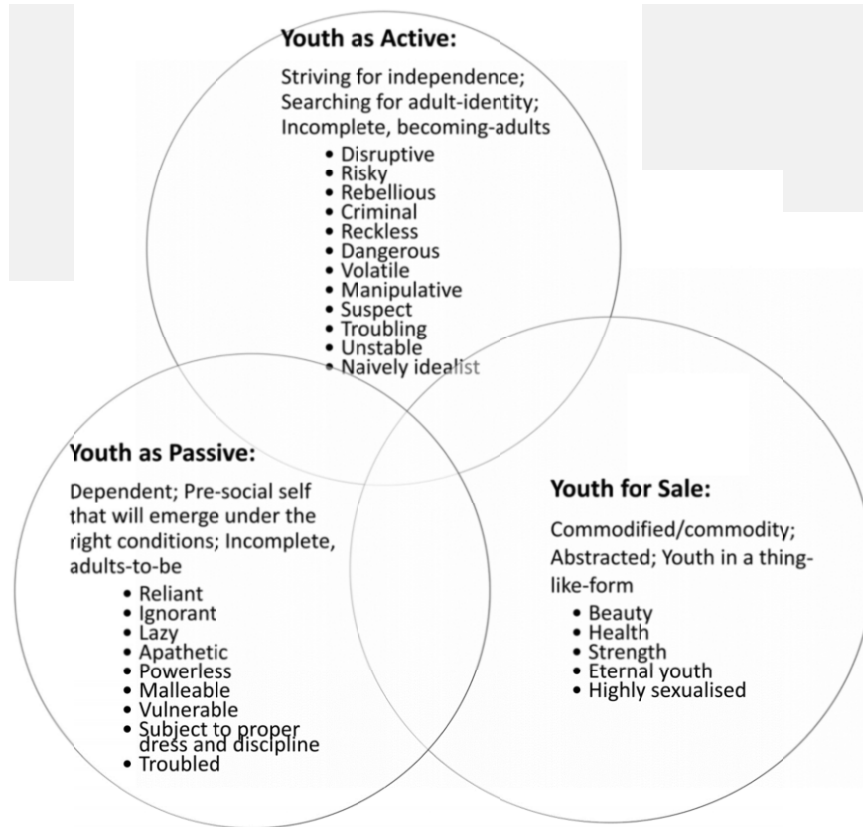 Youth as Active:
Striving for independence;
Searching for adult-identity;
Incomplete, becoming-adults
• Disruptive
• Risky
• Rebellious
• Criminal
• Reckless
• Dangerous
• Volatile
• Manipulative
• Suspect
• Troubling
• Unstable
• Naively idealist
Youth as Passive:
Dependent; Pre-social self
that will emerge under the
right conditions; Incomplete,
adults-to-be
• Reliant
• Ignorant
• Lazy
• Apathetic
• Powerless
• Malleable
• Vulnerable
• Subject to proper
dress and discipline
• Troubled
Youth for Sale:
Commodified/commodity;
Abstracted; Youth in a thing-
like-form
• Beauty
• Health
• Strength
• Eternal youth
• Highly sexualised